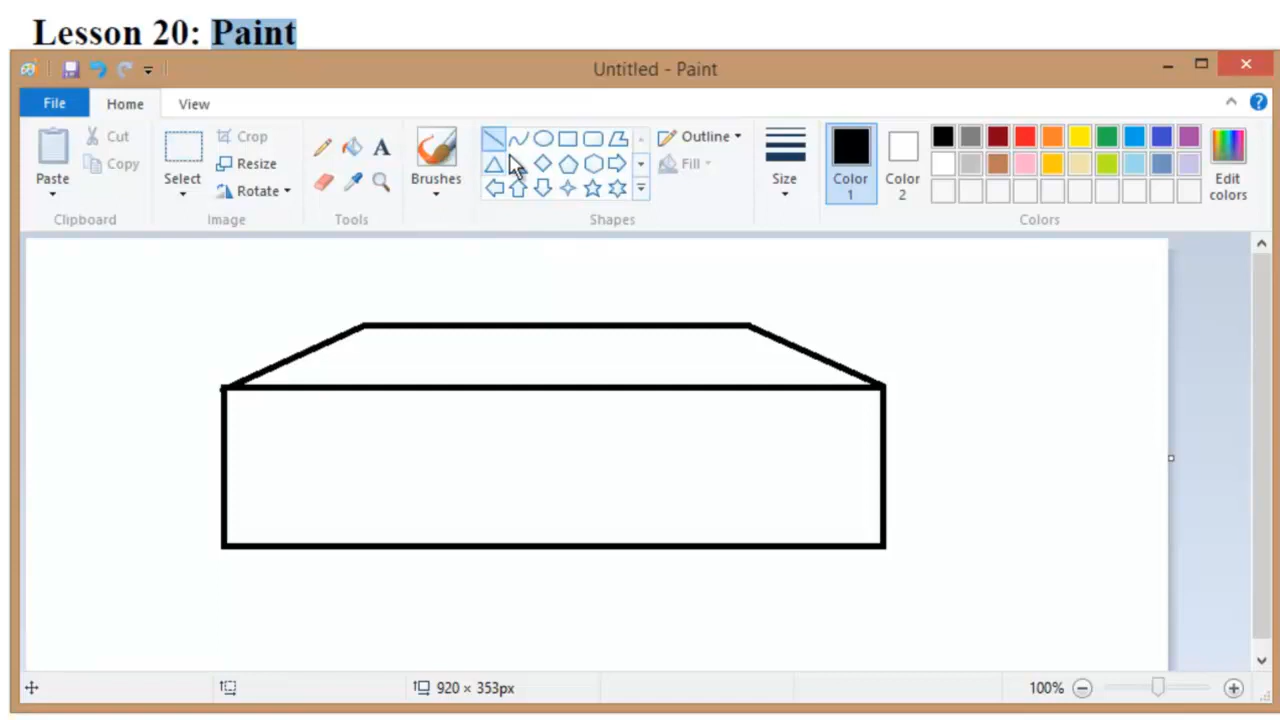 Lesson 20: Paint
Untitled - Paint
File Home View
Paste
Cut
Copy
Clipboard
Select
Crop
Resize
Rotate
Image
A
Tools
Brushes
Shapes
Outline
Fill
Size
Color 1
Color 2
Edit colors
Colors
920 × 353px
100%